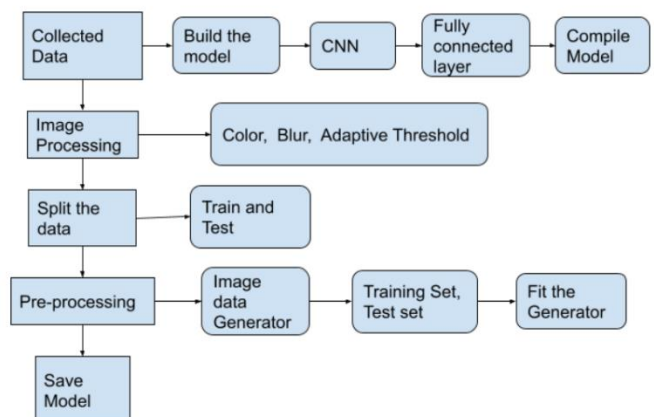 Collected
Data
Build the
model
CNN
Fully
connected
layer
Compile
Model
Image
Processing
Color, Blur, Adaptive Threshold
Split the
data
Train and
Test
Pre-processing
Image
data
Generator
Training Set,
Test set
Fit the
Generator
Save
Model